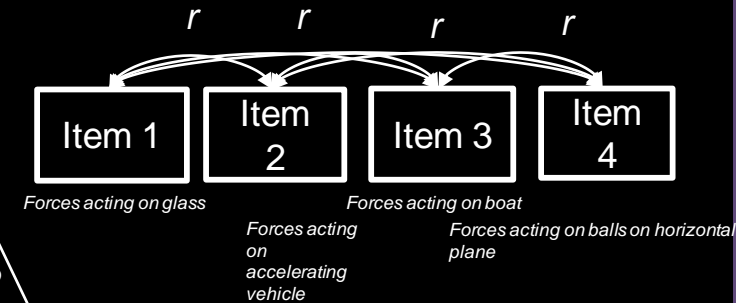 r r r r
Item 1
Item
2
Item 3
Item
4
Forces acting on glass
Forces acting
on
accelerating
vehicle
Forces acting on boat
Forces acting on balls on horizontal
plane